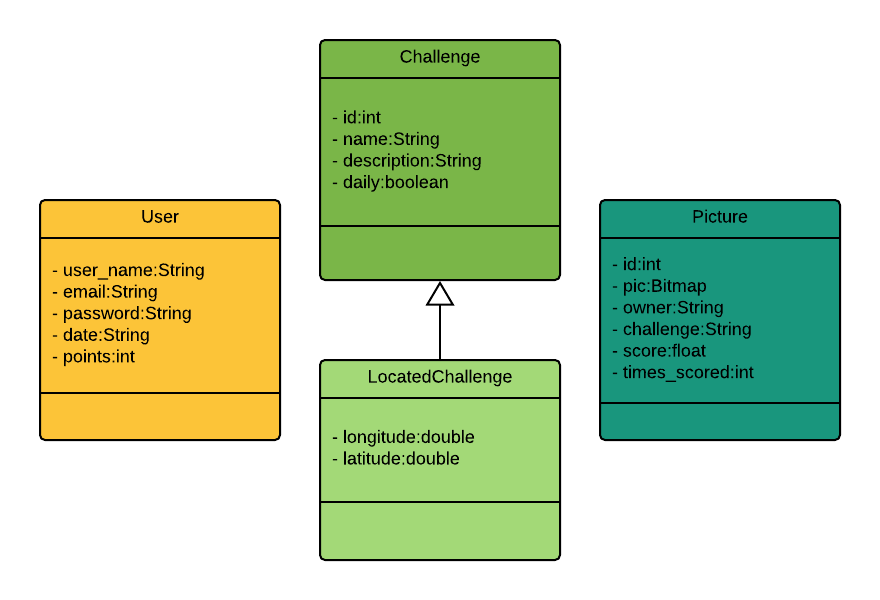 Challenge
- id:int
- name:String
- description:String
- daily:boolean
User
- user_name:String
- email:String
- password:String
- date:String
- points:int
Picture
- id:int
- pic:Bitmap
- owner:String
- challenge:String
- score:float
- times_scored:int
LocatedChallenge
- longitude:double
- latitude:double